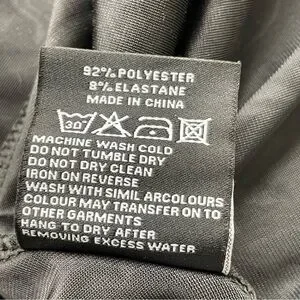 92% POLYESTER
8% ELASTANE
MADE IN CHINA
30°
MACHINE WASH COLD
DO NOT TUMBLE DRY
DO NOT DRY CLEAN
IRON ON REVERSE
WASH WITH SIMIL ARCOLOURS
COLOUR MAY TRANSFER ON TO
OTHER GARMENTS
HANG TO DRY AFTER
REMOVING EXCESS WATER